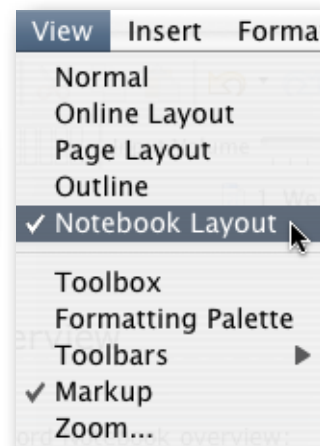 View Insert Forma
Normal
Online Layout
Page Layout
Outline
✓ Notebook Layout
Toolbox
Formatting Palette
Toolbars ▶
✓ Markup
Zoom...